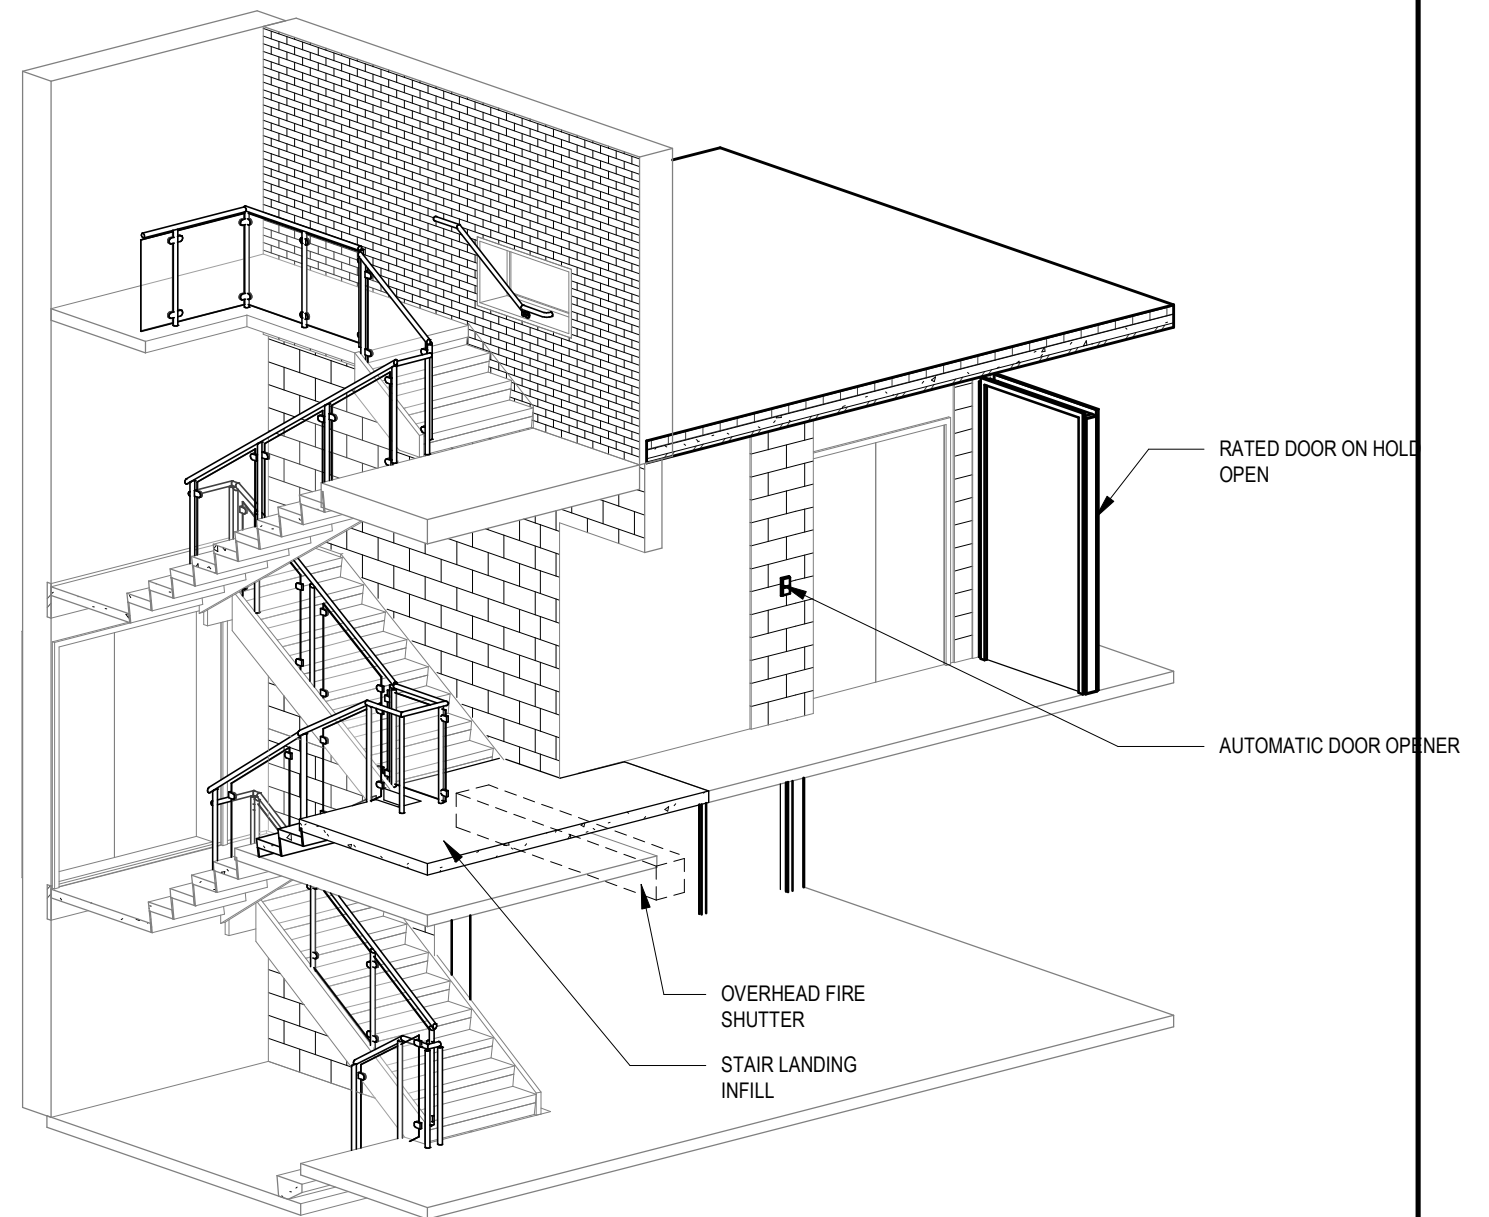 RATED DOOR ON HOLD
OPEN
AUTOMATIC DOOR OPENER
OVERHEAD FIRE
SHUTTER
STAIR LANDING
INFILL